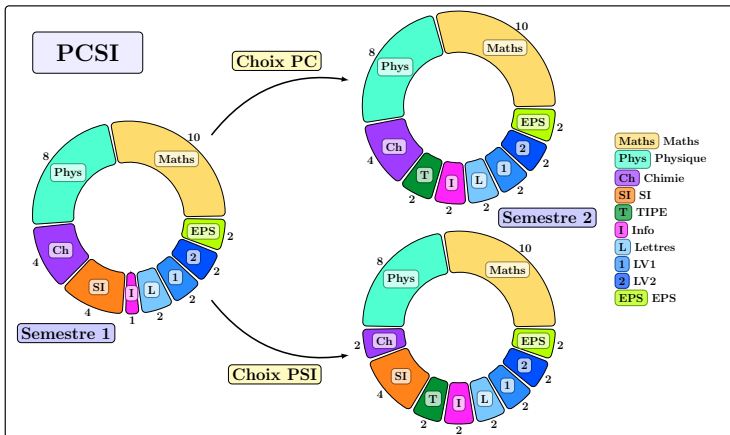 PCSI
Choix PC
Choix PSI
Semestre 1
Semestre 2
10
Maths
8
Phys
4
Ch
4
SI
1
I
2
L
2
1
2
2
2
EPS
10
Maths
8
Phys
4
Ch
2
T
2
I
2
L
2
1
2
2
2
EPS
10
Maths
8
Phys
2
Ch
4
SI
2
T
2
I
2
L
2
1
2
2
2
EPS
Maths Maths
Phys Physique
Ch Chimie
SI SI
T TIPE
I Info
L Lettres
1 LV1
2 LV2
EPS EPS